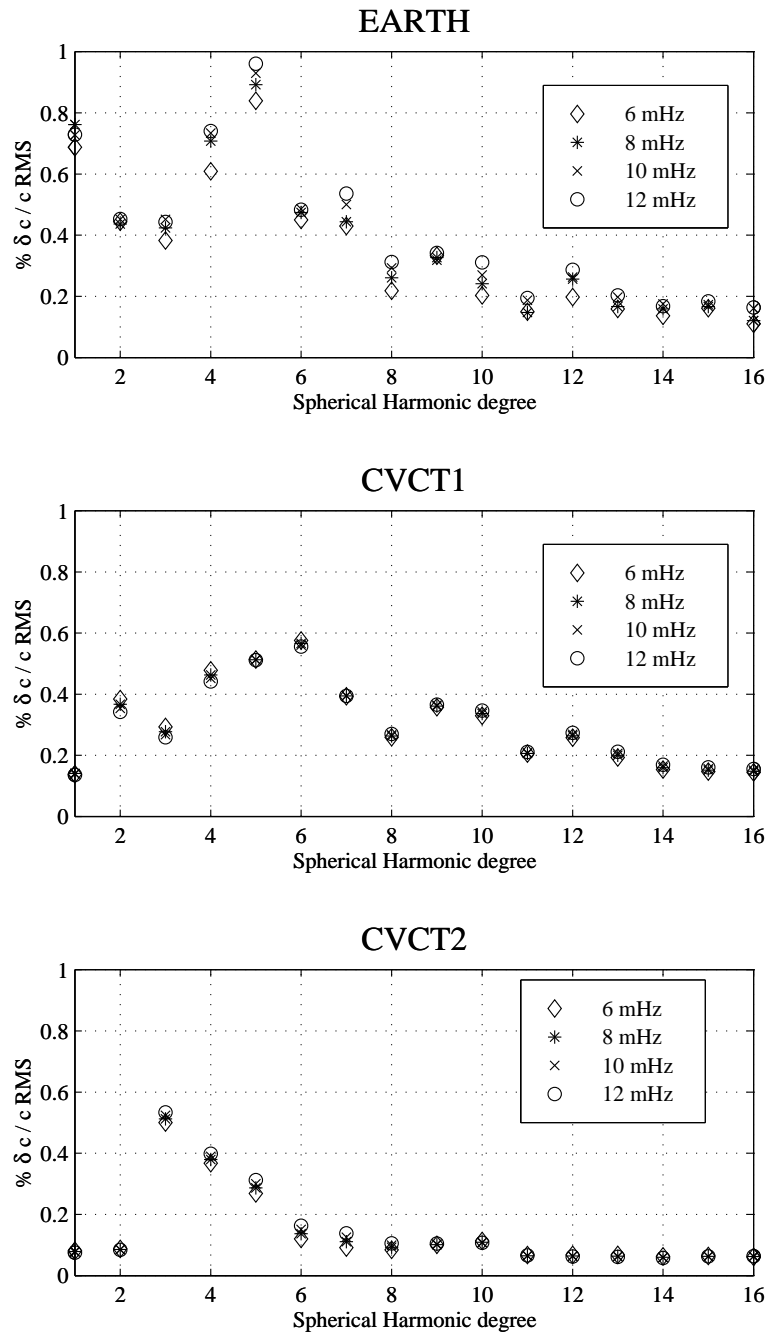 EARTH
1
0.8
0.6
0.4
0.2
0
% δ c / c RMS
6 mHz
8 mHz
10 mHz
12 mHz
2 4 6 8 10 12 14 16
Spherical Harmonic degree
CVCT1
1
0.8
0.6
0.4
0.2
0
% δ c / c RMS
6 mHz
8 mHz
10 mHz
12 mHz
2 4 6 8 10 12 14 16
Spherical Harmonic degree
CVCT2
1
0.8
0.6
0.4
0.2
0
% δ c / c RMS
6 mHz
8 mHz
10 mHz
12 mHz
2 4 6 8 10 12 14 16
Spherical Harmonic degree